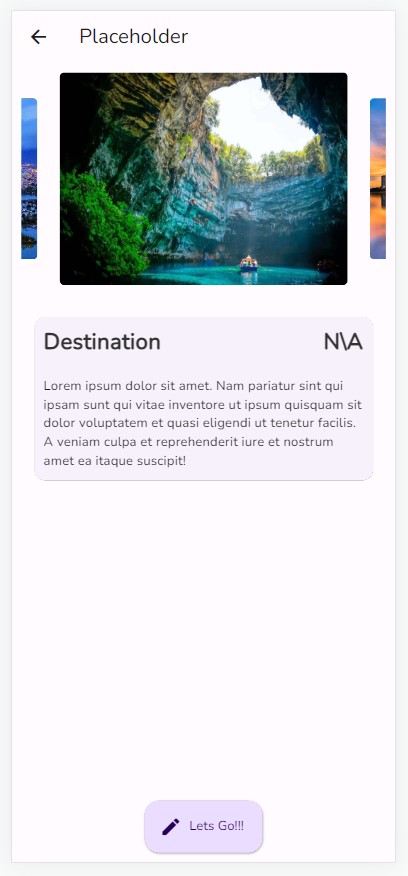 Placeholder
Destination N\A
Lorem ipsum dolor sit amet. Nam pariatur sint qui
ipsam sunt qui vitae inventore ut ipsum quisquam sit
dolor voluptatem et quasi eligendi ut tenetur facilis.
A veniam culpa et reprehenderit iure et nostrum
amet ea itaque suscipit!
Lets Go!!!